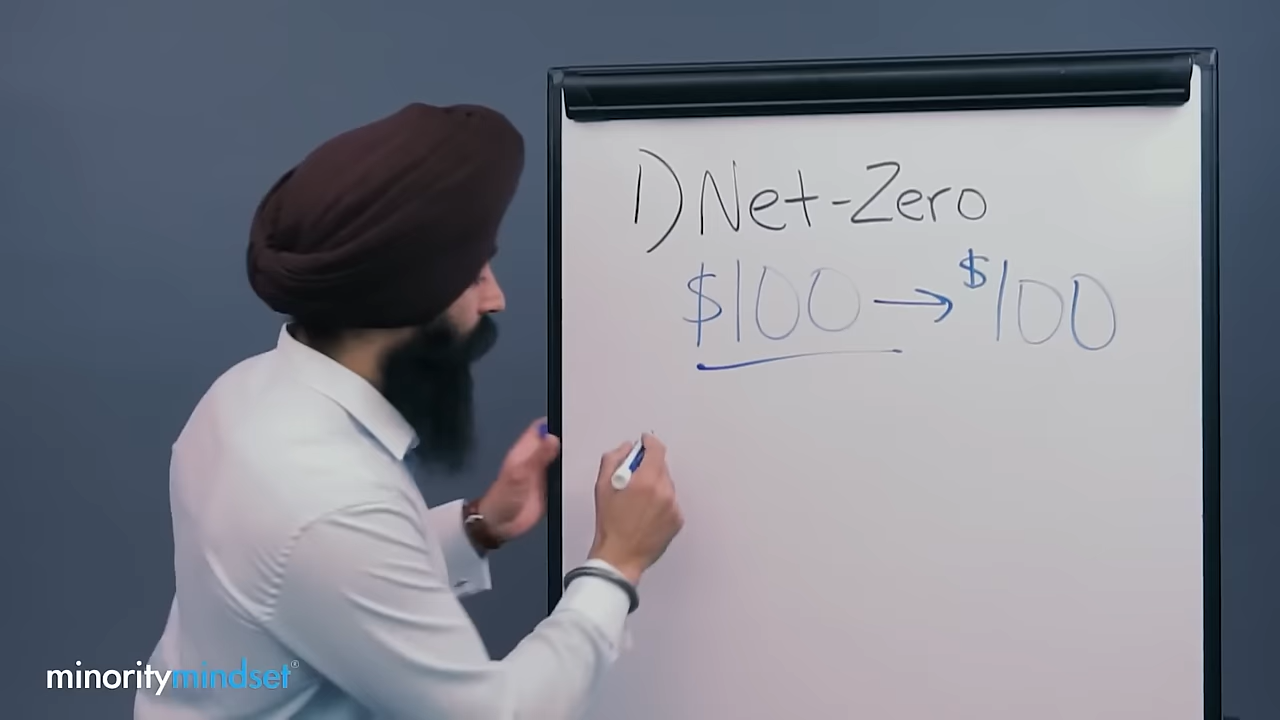 1) Net-Zero
$100 → $100
minoritymindset®